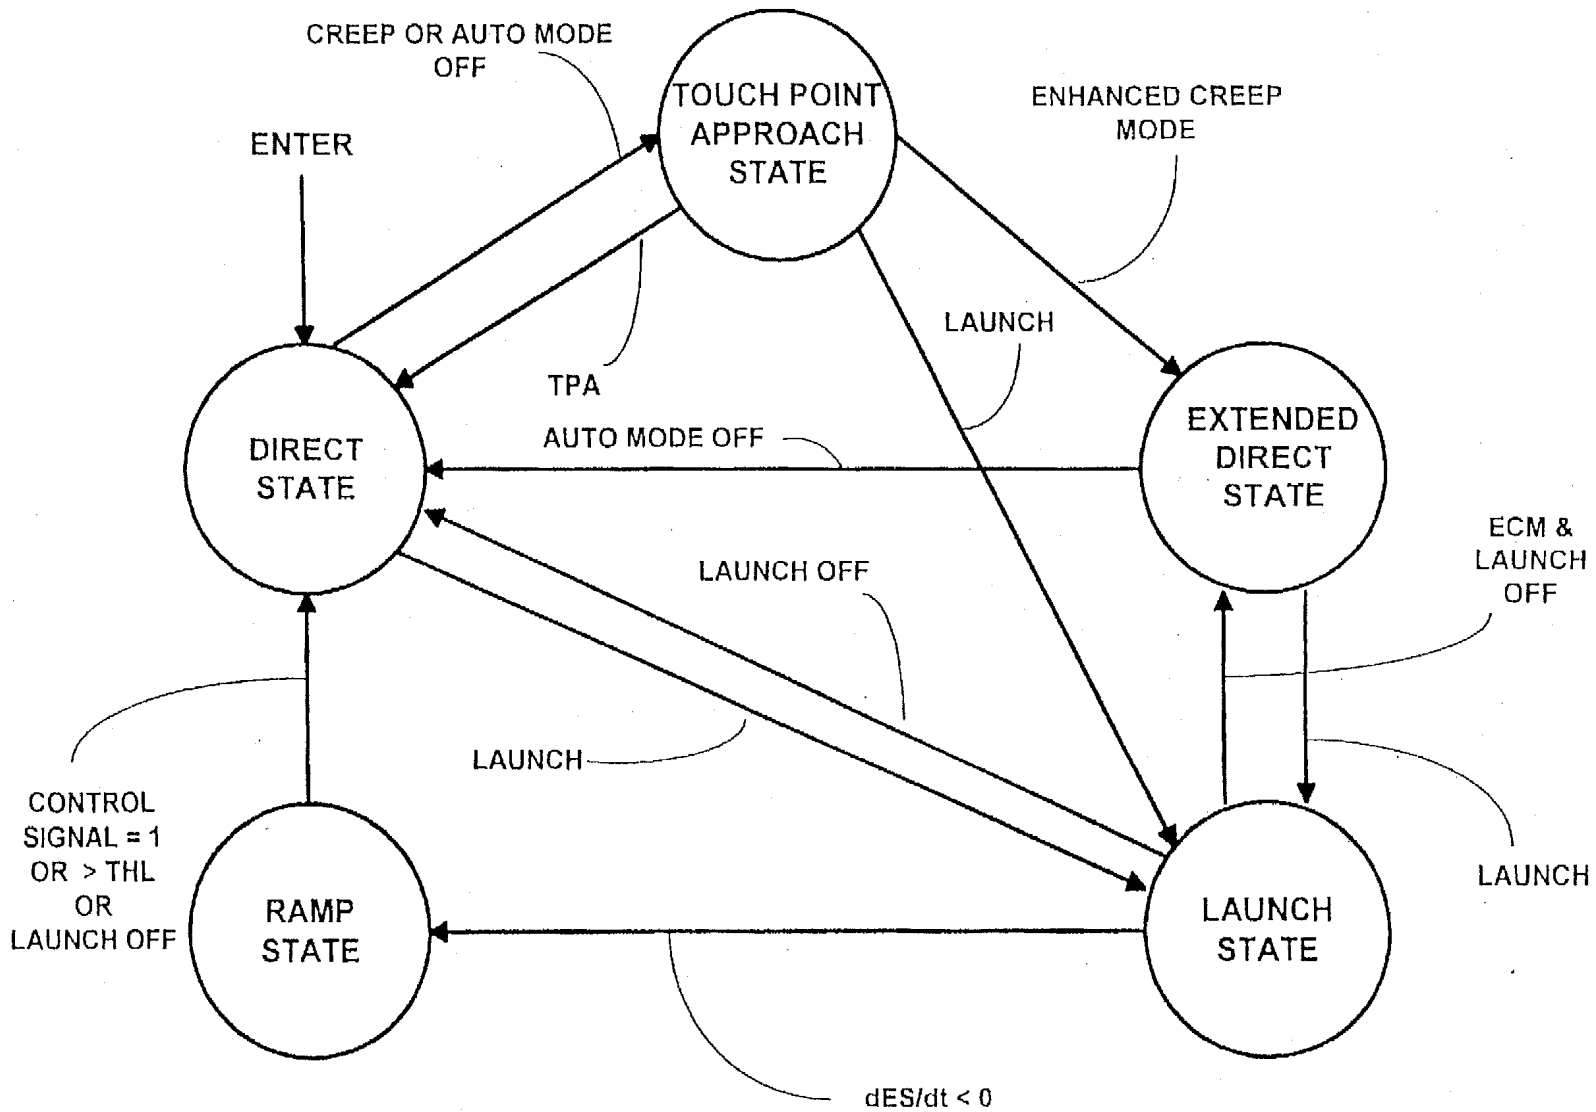 CREEP OR AUTO MODE
OFF
TOUCH POINT
APPROACH
STATE
ENHANCED CREEP
MODE
ENTER
LAUNCH
TPA
AUTO MODE OFF
DIRECT
STATE
EXTENDED
DIRECT
STATE
ECM &
LAUNCH
OFF
LAUNCH OFF
LAUNCH
CONTROL
SIGNAL = 1
OR > THL
OR
LAUNCH OFF
RAMP
STATE
LAUNCH
STATE
LAUNCH
dES/dt < 0